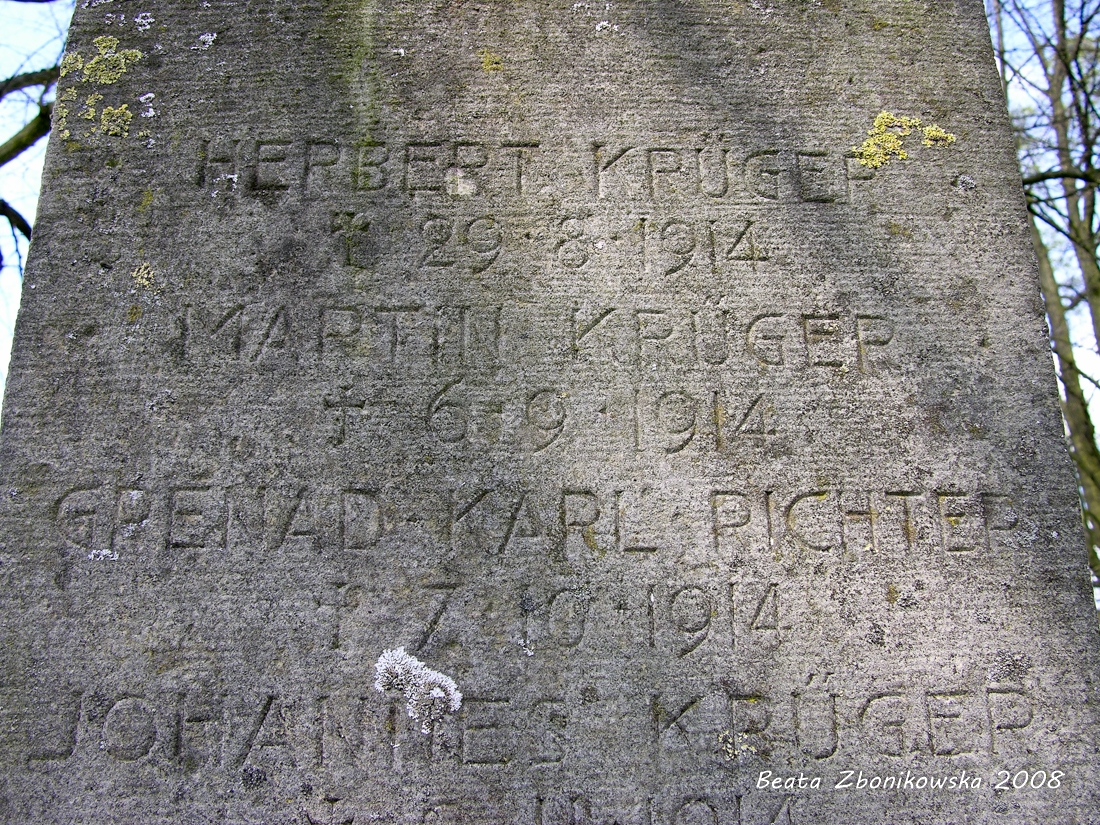 HERBERT KRÜGER
† 29·8·1914
MARTIN KRÜGER
† 6·9·1914
GRENAD·KARL·RICHTER
† 7·10·1914
JOHANNES KRÜGER
1914
Beata Zbonikowska 2008